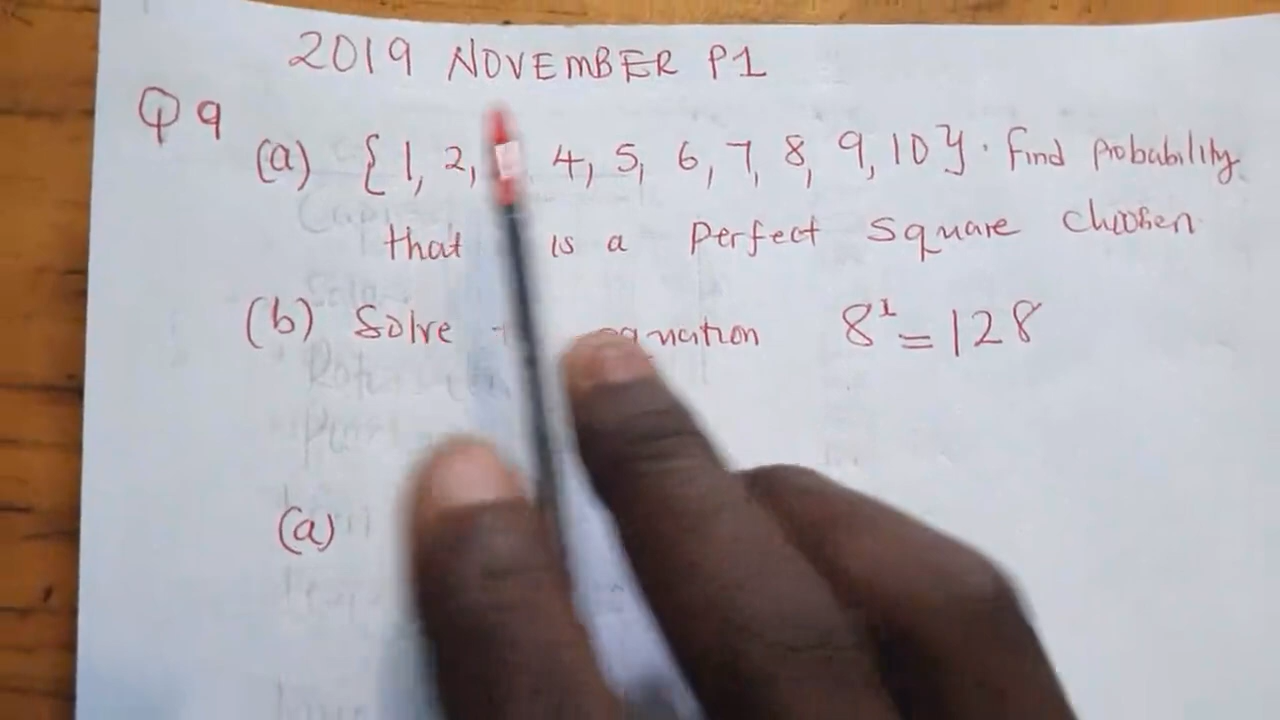 2019 NOVEMBER P1
Q9
(a) {1, 2, 4, 5, 6, 7, 8, 9, 10}. Find probability
that is a perfect square choosen
(b) Solve equation 8ˣ = 128
(a)